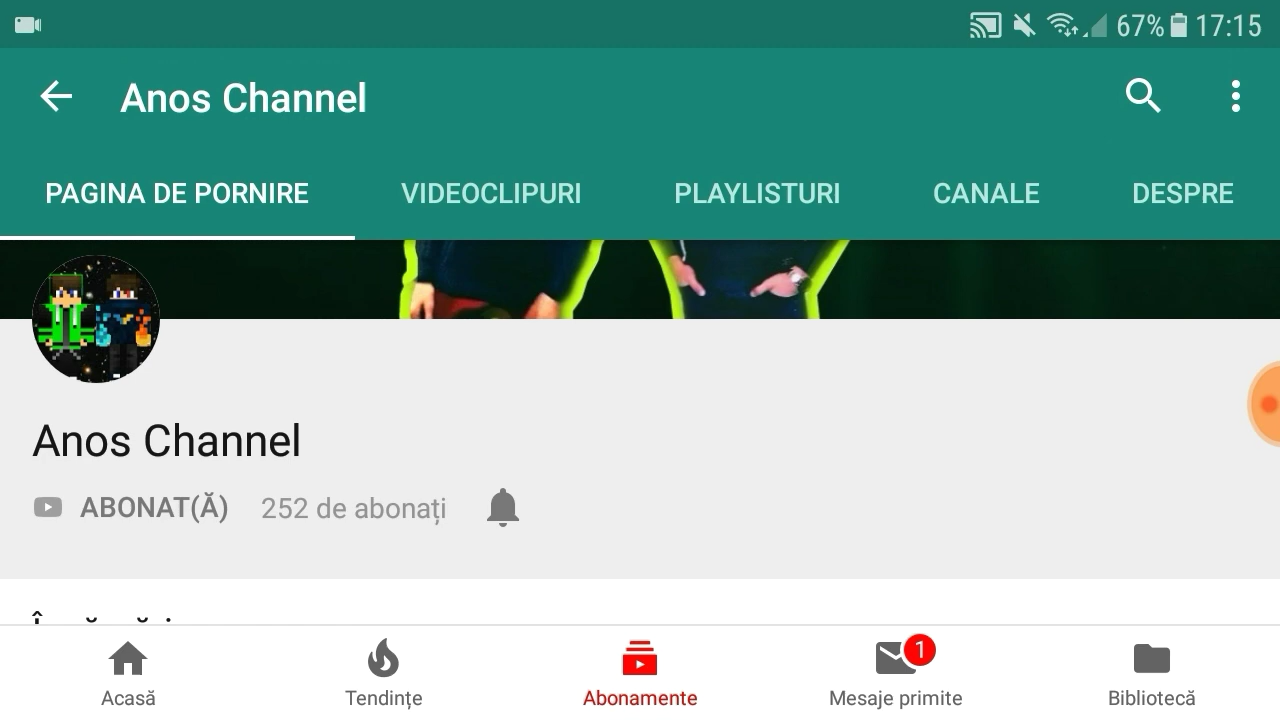 67% 17:15
Anos Channel
PAGINA DE PORNIRE VIDEOCLIPURI PLAYLISTURI CANALE DESPRE
Anos Channel
ABONAT(Ă) 252 de abonați
1
Acasă Tendințe Abonamente Mesaje primite Bibliotecă